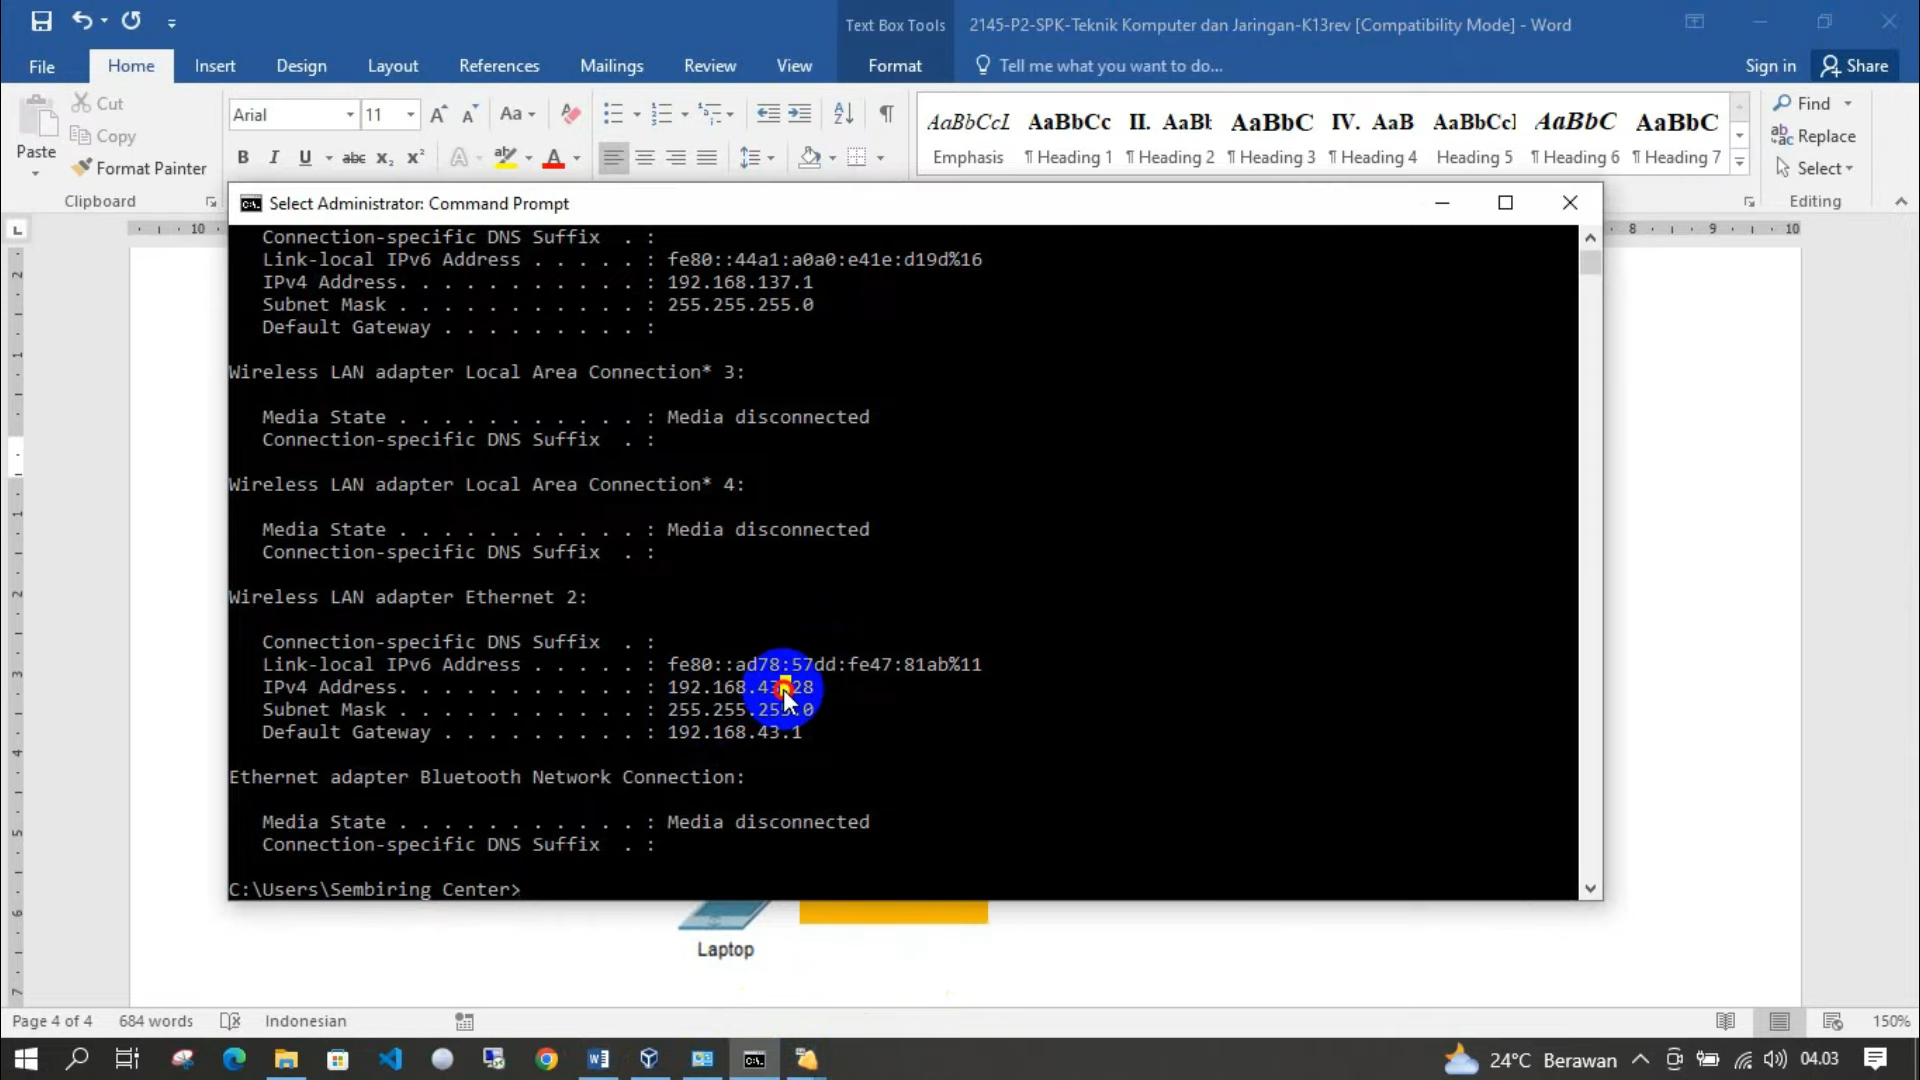 Text Box Tools
2145-P2-SPK-Teknik Komputer dan Jaringan-K13rev [Compatibility Mode] - Word
File Home Insert Design Layout References Mailings Review View Format Tell me what you want to do... Sign in Share
Cut
Copy
Format Painter
Paste
Clipboard
Arial 11
AaBbCcI AaBbCc II. AaBb AaBbC IV. AaB AaBbCc AaBbC AaBbC
Emphasis ¶ Heading 1 ¶ Heading 2 ¶ Heading 3 ¶ Heading 4 Heading 5 ¶ Heading 6 ¶ Heading 7
Find
Replace
Select
Editing
Select Administrator: Command Prompt
Connection-specific DNS Suffix . :
Link-local IPv6 Address . . . . . : fe80::44a1:a0a0:e41e:d19d%16
IPv4 Address. . . . . . . . . . . : 192.168.137.1
Subnet Mask . . . . . . . . . . . : 255.255.255.0
Default Gateway . . . . . . . . . :
Wireless LAN adapter Local Area Connection* 3:
Media State . . . . . . . . . . . : Media disconnected
Connection-specific DNS Suffix . :
Wireless LAN adapter Local Area Connection* 4:
Media State . . . . . . . . . . . : Media disconnected
Connection-specific DNS Suffix . :
Wireless LAN adapter Ethernet 2:
Connection-specific DNS Suffix . :
Link-local IPv6 Address . . . . . : fe80::ad78:57dd:fe47:81ab%11
IPv4 Address. . . . . . . . . . . : 192.168.43.28
Subnet Mask . . . . . . . . . . . : 255.255.255.0
Default Gateway . . . . . . . . . : 192.168.43.1
Ethernet adapter Bluetooth Network Connection:
Media State . . . . . . . . . . . : Media disconnected
Connection-specific DNS Suffix . :
C:\Users\Sembiring Center>
Laptop
Page 4 of 4 684 words Indonesian 150%
24°C Berawan 04.03